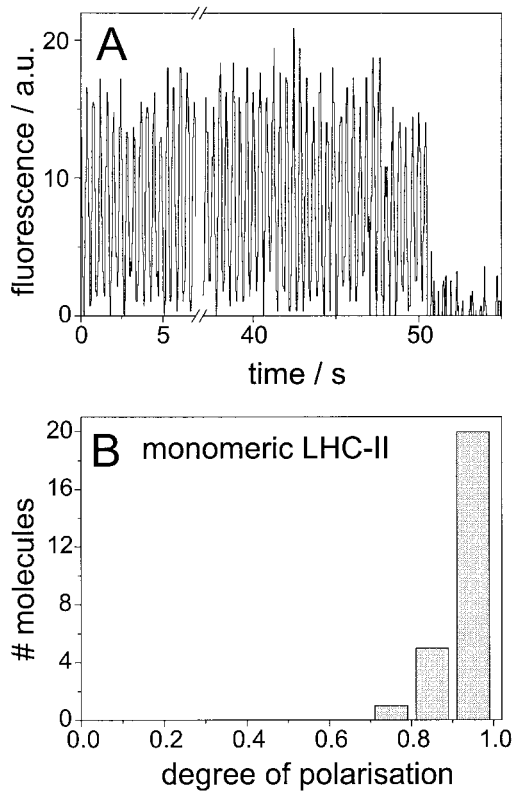 A
fluorescence / a.u.
20
10
0
0 5 40 50
time / s
B monomeric LHC-II
# molecules
20
16
12
8
4
0
0.0 0.2 0.4 0.6 0.8 1.0
degree of polarisation